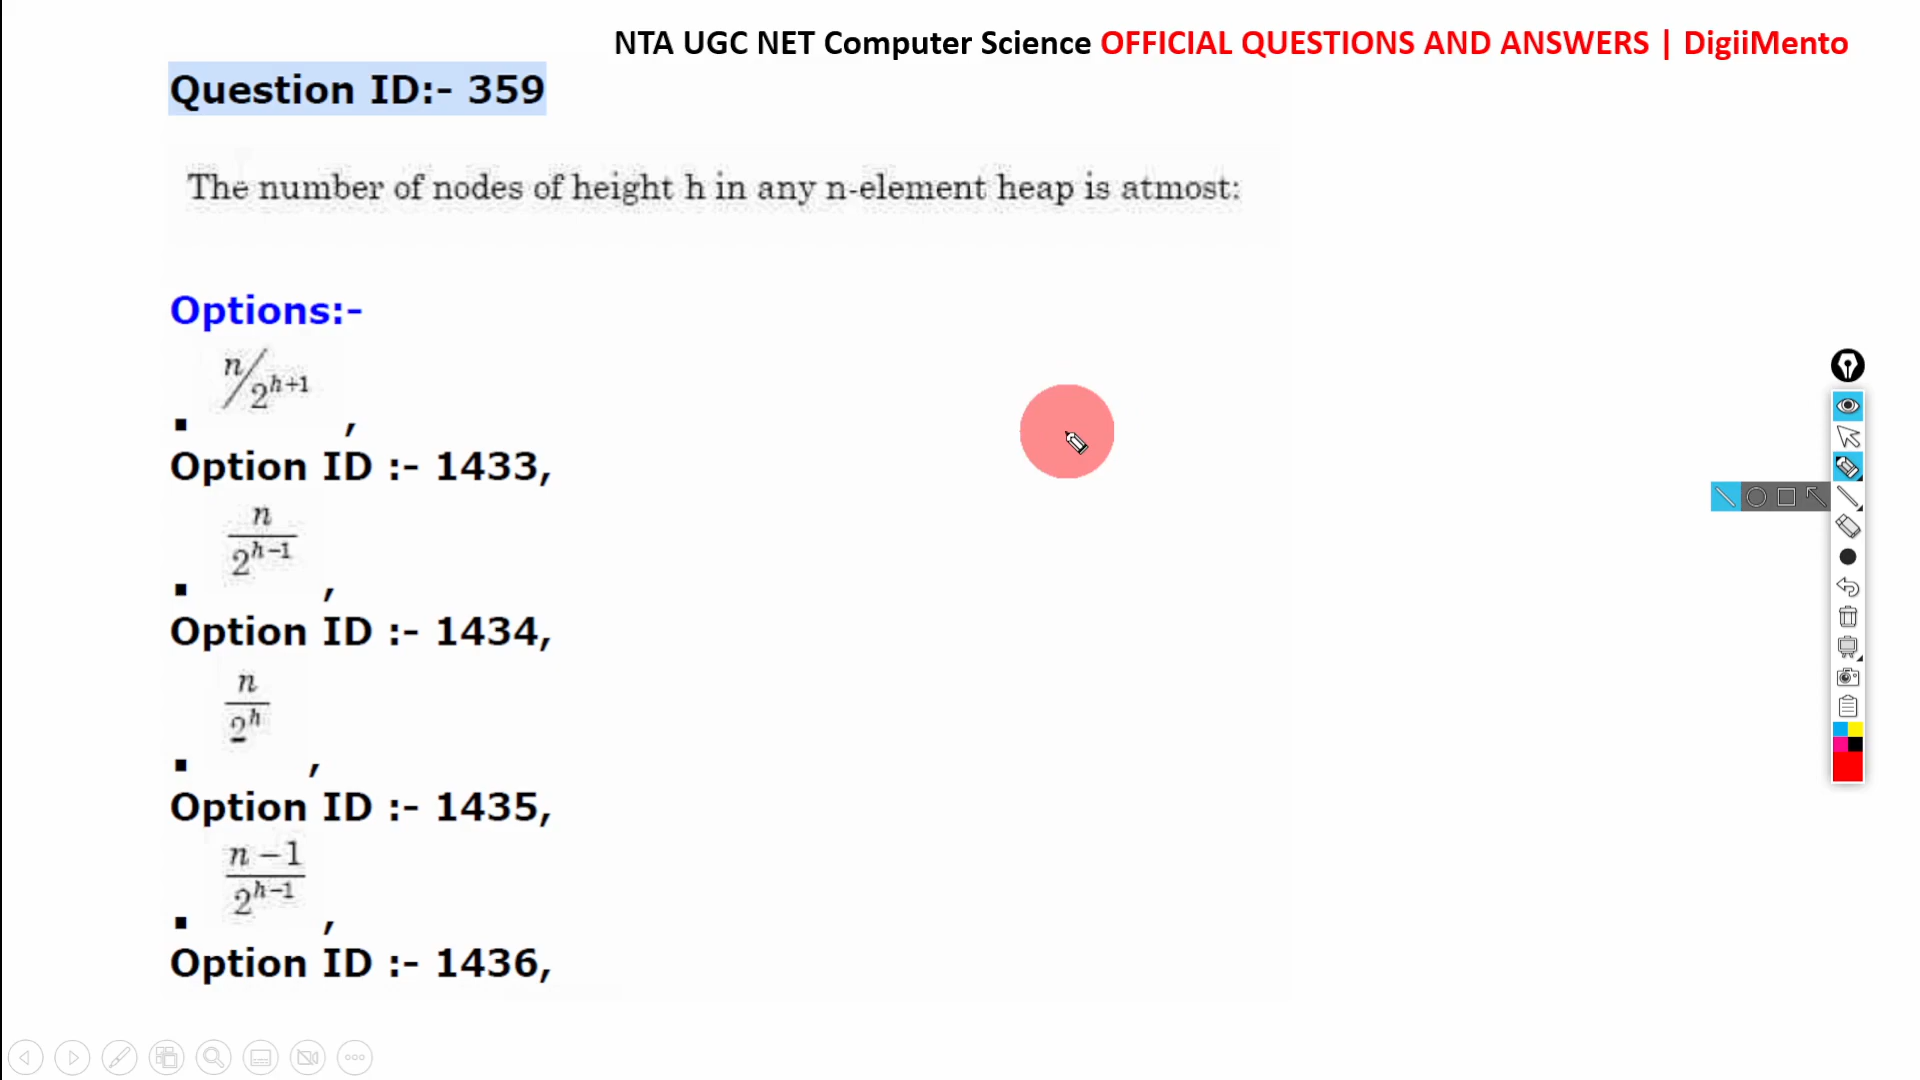 NTA UGC NET Computer Science OFFICIAL QUESTIONS AND ANSWERS | DigiiMento
Question ID:- 359
The number of nodes of height h in any n-element heap is atmost:
Options:-
n/2^{h+1}
▪ ,
Option ID :- 1433,
n
2^{h-1}
▪ ,
Option ID :- 1434,
n
2^h
▪ ,
Option ID :- 1435,
n - 1
2^{h-1}
▪ ,
Option ID :- 1436,